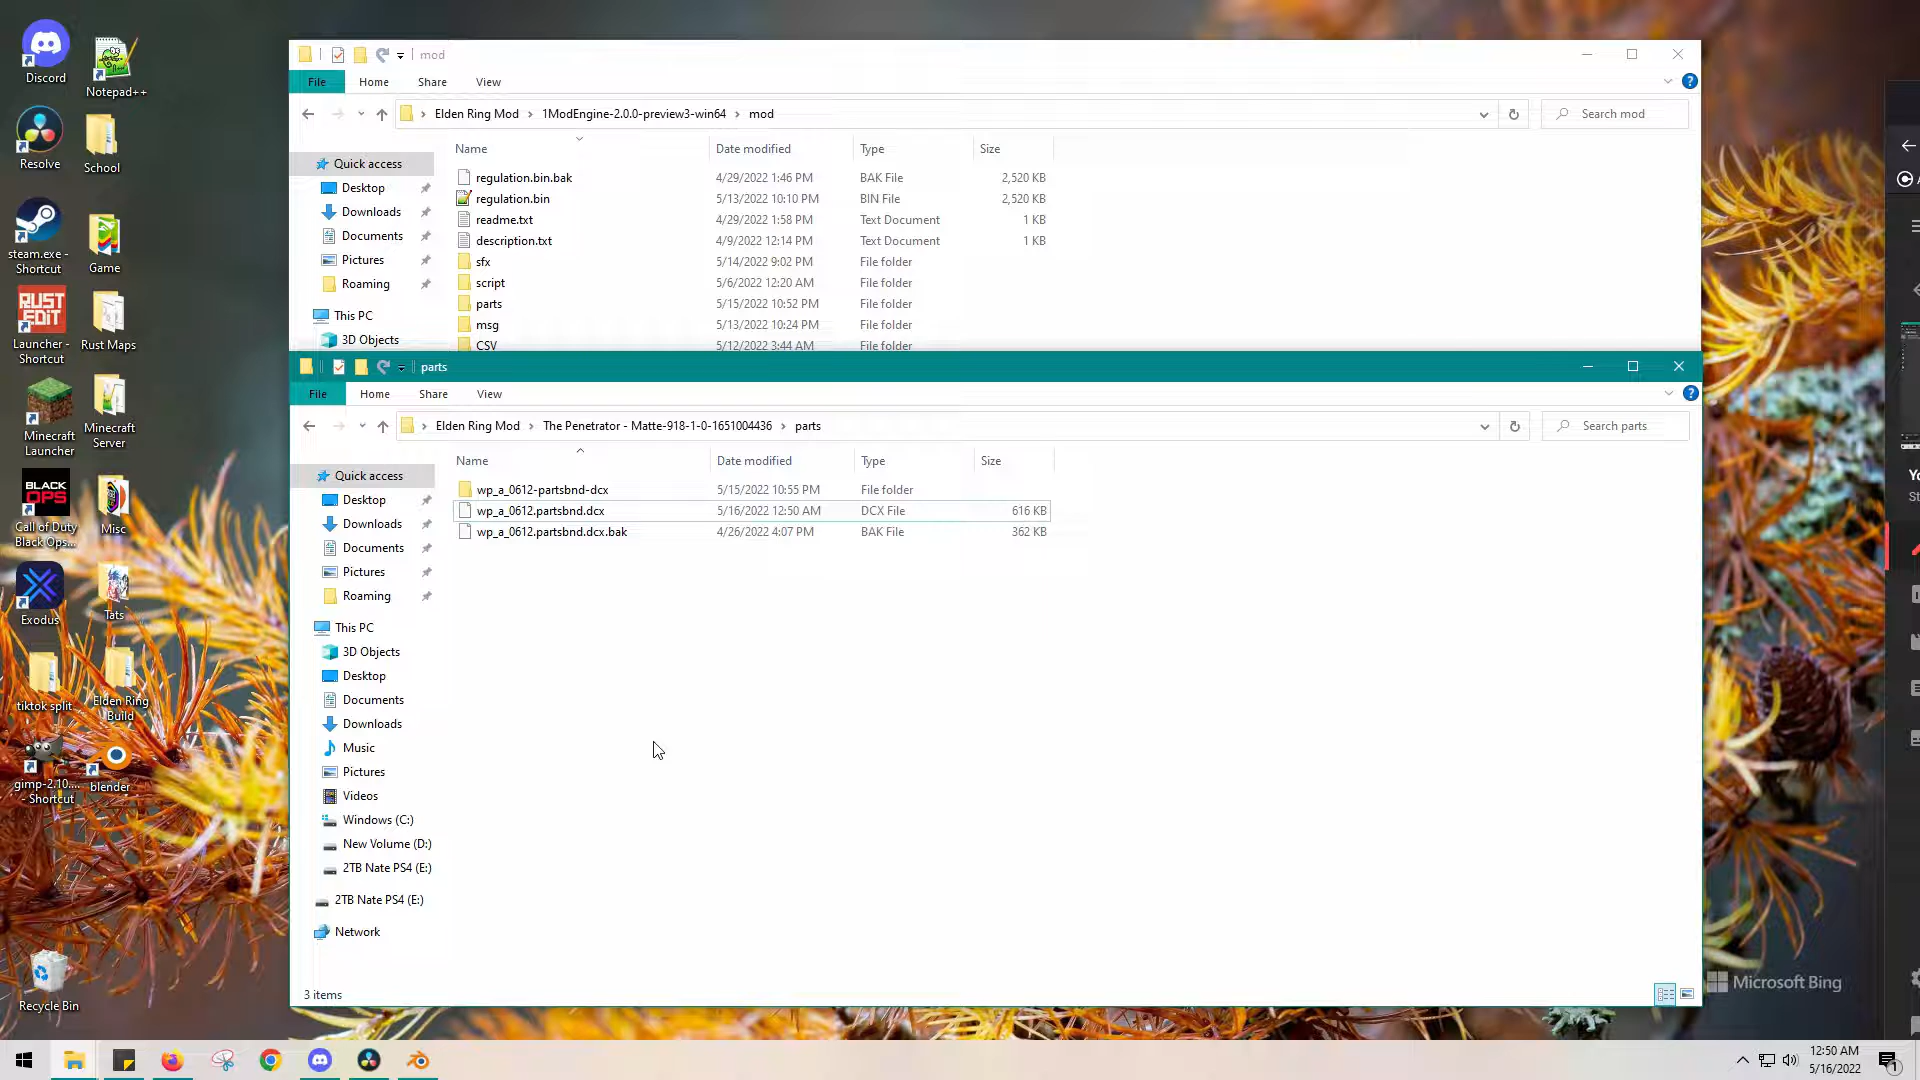 Discord
Notepad++
Resolve
School
steam.exe -
Shortcut
Game
RUST
EDIT
Launcher -
Shortcut
Rust Maps
Minecraft
Launcher
Minecraft
Server
BLACK
OPS
Call of Duty
Black Ops...
Misc
Exodus
Tats
tiktok split
Elden Ring
Build
gimp-2.10....
- Shortcut
blender
Recycle Bin
mod
File Home Share View
Elden Ring Mod > 1ModEngine-2.0.0-preview3-win64 > mod
Search mod
Name Date modified Type Size
Quick access
Desktop
Downloads
Documents
Pictures
Roaming
This PC
3D Objects
regulation.bin.bak 4/29/2022 1:46 PM BAK File 2,520 KB
regulation.bin 5/13/2022 10:10 PM BIN File 2,520 KB
readme.txt 4/29/2022 1:58 PM Text Document 1 KB
description.txt 4/9/2022 12:14 PM Text Document 1 KB
sfx 5/14/2022 9:02 PM File folder
script 5/6/2022 12:20 AM File folder
parts 5/15/2022 10:52 PM File folder
msg 5/13/2022 10:24 PM File folder
CSV 5/12/2022 3:44 AM File folder
parts
File Home Share View
Elden Ring Mod > The Penetrator - Matte-918-1-0-1651004436 > parts
Search parts
Name Date modified Type Size
wp_a_0612-partsbnd-dcx 5/15/2022 10:55 PM File folder
wp_a_0612.partsbnd.dcx 5/16/2022 12:50 AM DCX File 616 KB
wp_a_0612.partsbnd.dcx.bak 4/26/2022 4:07 PM BAK File 362 KB
Quick access
Desktop
Downloads
Documents
Pictures
Roaming
This PC
3D Objects
Desktop
Documents
Downloads
Music
Pictures
Videos
Windows (C:)
New Volume (D:)
2TB Nate PS4 (E:)
2TB Nate PS4 (E:)
Network
3 items
Microsoft Bing
12:50 AM
5/16/2022
1